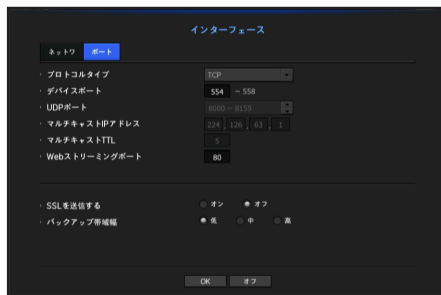 インターフェース
ネットワ ポート
プロトコルタイプ TCP
デバイスポート 554 ~ 558
UDPポート 8000 ~ 8159
マルチキャストIPアドレス 224 , 126 , 63 , 1
マルチキャストTTL 5
Webストリーミングポート 80
SSLを送信する オン オフ
バックアップ帯域幅 低 中 高
OK オフ